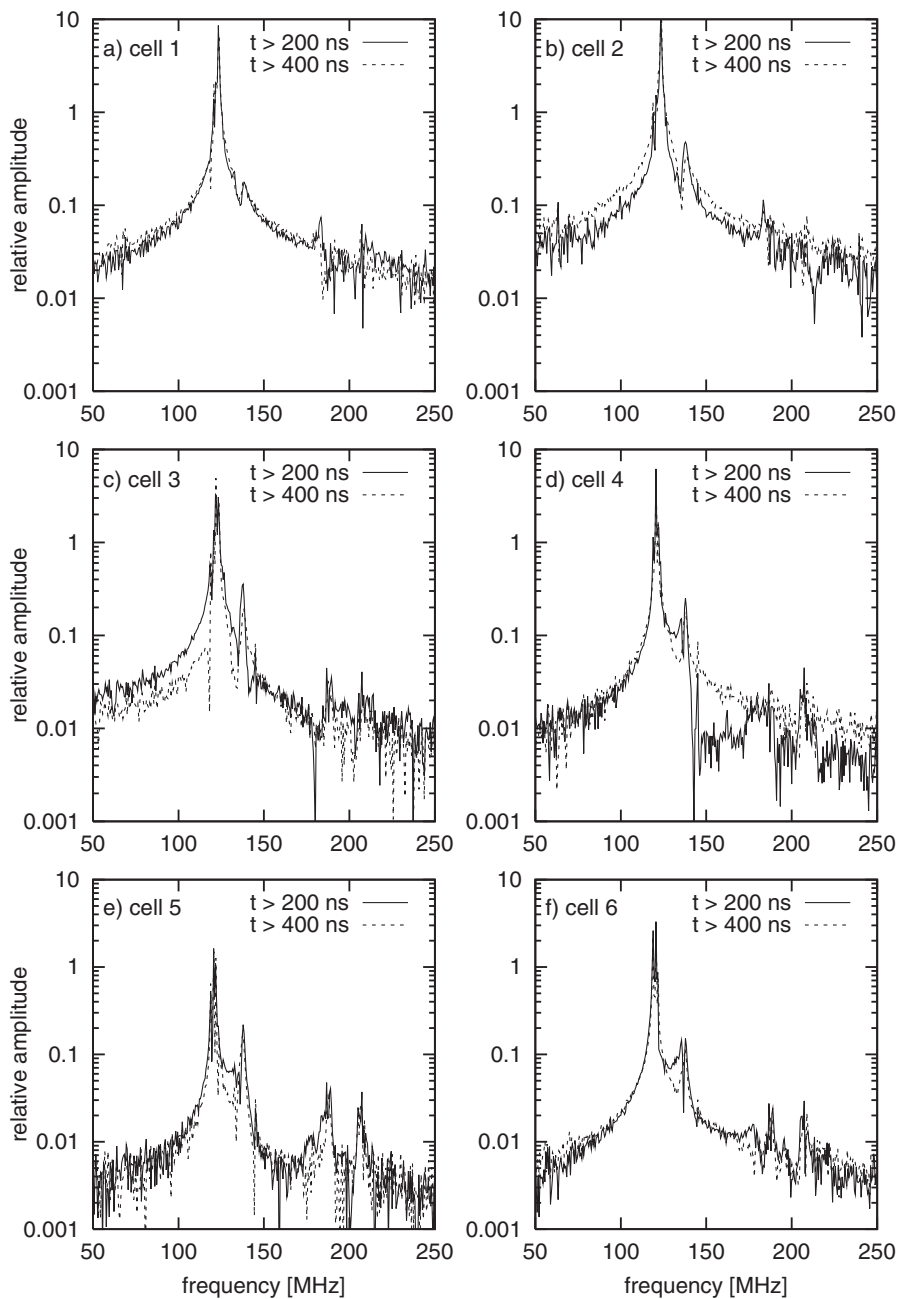 a) cell 1
t > 200 ns
t > 400 ns
relative amplitude
10
1
0.1
0.01
0.001
50 100 150 200 250
b) cell 2
t > 200 ns
t > 400 ns
10
1
0.1
0.01
0.001
50 100 150 200 250
c) cell 3
t > 200 ns
t > 400 ns
relative amplitude
10
1
0.1
0.01
0.001
50 100 150 200 250
d) cell 4
t > 200 ns
t > 400 ns
10
1
0.1
0.01
0.001
50 100 150 200 250
e) cell 5
t > 200 ns
t > 400 ns
relative amplitude
10
1
0.1
0.01
0.001
50 100 150 200 250
frequency [MHz]
f) cell 6
t > 200 ns
t > 400 ns
10
1
0.1
0.01
0.001
50 100 150 200 250
frequency [MHz]